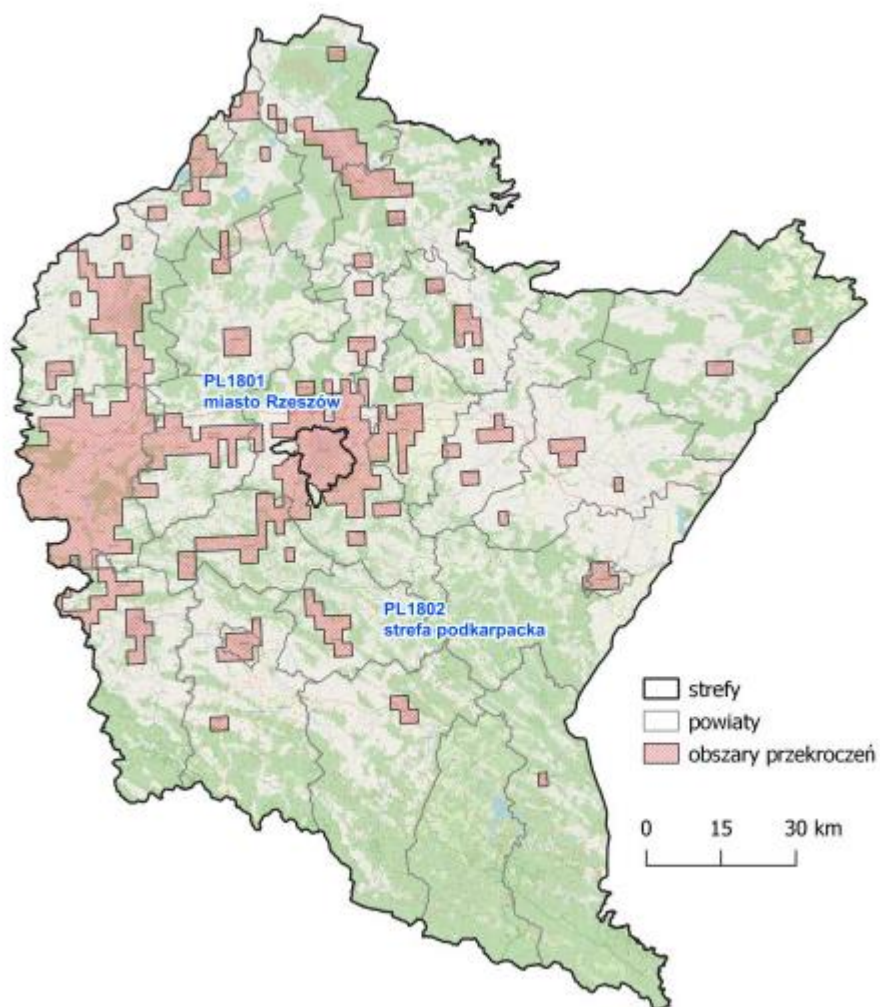 PL1801
miasto Rzeszów
PL1802
strefa podkarpacka
strefy
powiaty
obszary przekroczeń
0 15 30 km